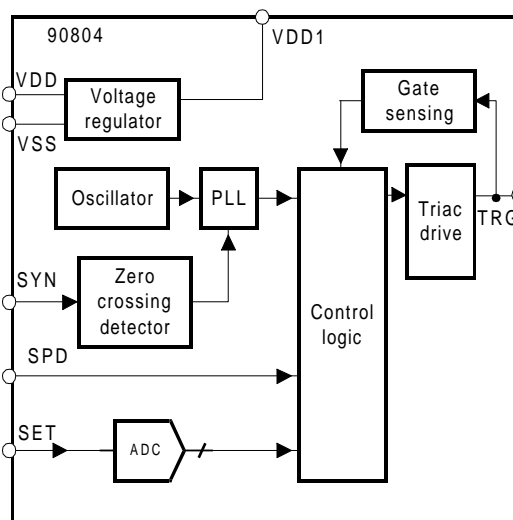 90804
VDD1
VDD
VSS
Voltage
regulator
Gate
sensing
Oscillator
PLL
Triac
drive
TRG
SYN
Zero
crossing
detector
Control
logic
SPD
SET
ADC